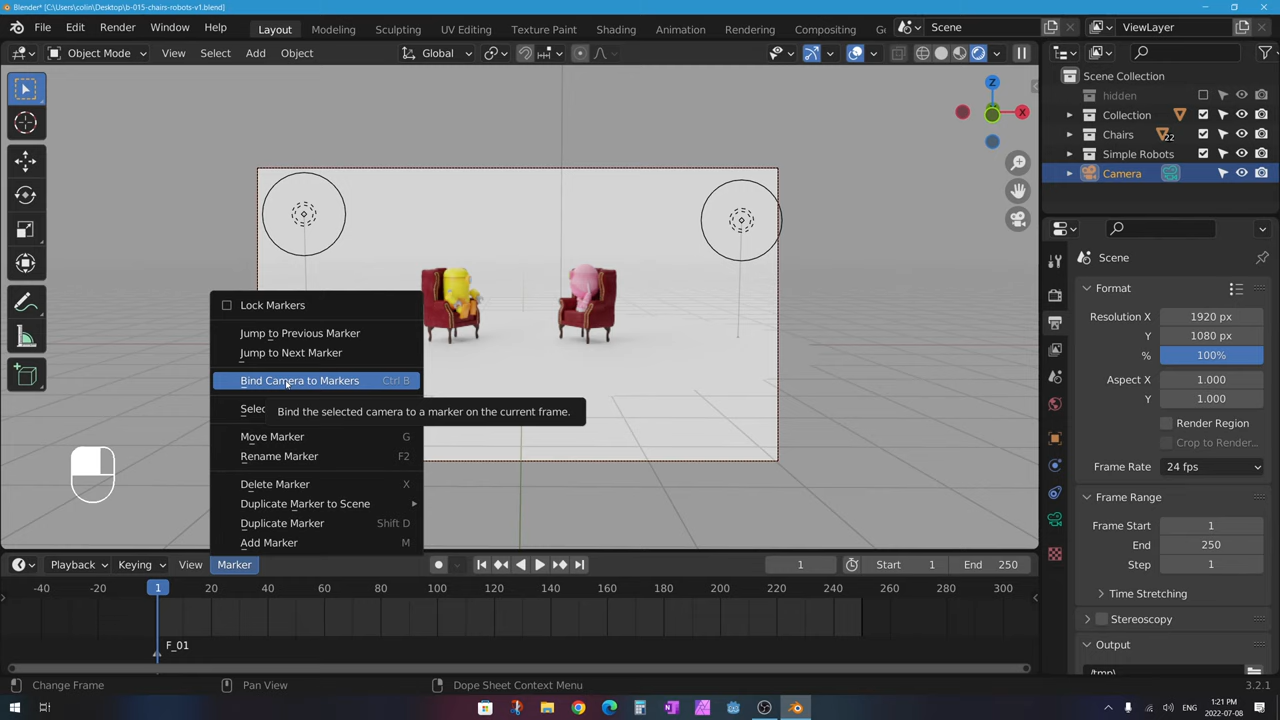 Blender* [C:\Users\colin\Desktop\b-015-chairs-robots-v1.blend]
File Edit Render Window Help Layout Modeling Sculpting UV Editing Texture Paint Shading Animation Rendering Compositing Ge Scene ViewLayer
Object Mode View Select Add Object Global
Scene Collection
hidden
Collection
Chairs 22
Simple Robots
Camera
Z
X
Scene
Format
Resolution X 1920 px
Y 1080 px
% 100%
Aspect X 1.000
Y 1.000
Render Region
Crop to Render...
Frame Rate 24 fps
Frame Range
Frame Start 1
End 250
Step 1
Time Stretching
Stereoscopy
Output
/tmp\
Lock Markers
Jump to Previous Marker
Jump to Next Marker
Bind Camera to Markers Ctrl B
Bind the selected camera to a marker on the current frame.
Selec
Move Marker G
Rename Marker F2
Delete Marker X
Duplicate Marker to Scene
Duplicate Marker Shift D
Add Marker M
Playback Keying View Marker 1 Start 1 End 250
-40 -20 1 20 40 60 80 100 120 140 160 180 200 220 240 260 280 300
F_01
Change Frame Pan View Dope Sheet Context Menu 3.2.1
ENG 1:21 PM
2022-07-08